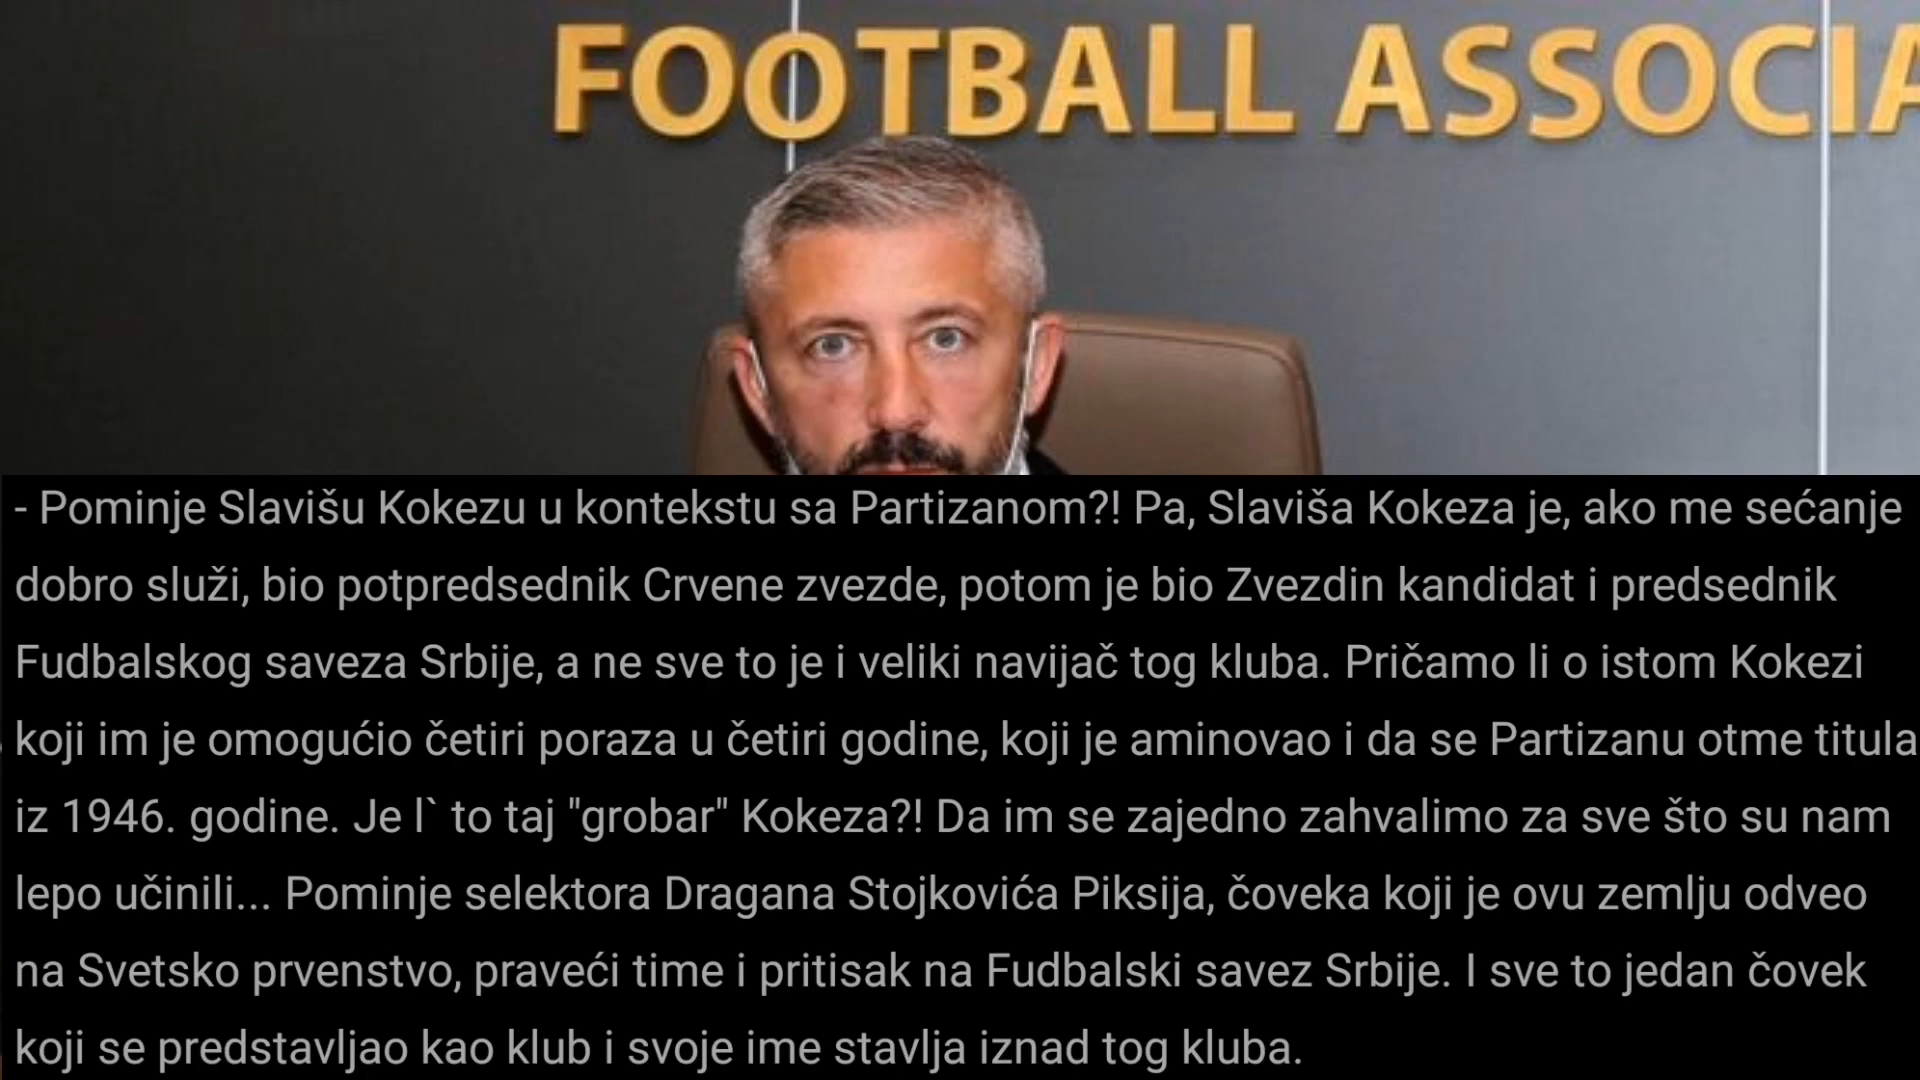 FOOTBALL ASSOCIA
- Pominje Slavišu Kokezu u kontekstu sa Partizanom?! Pa, Slaviša Kokeza je, ako me sećanje
dobro služi, bio potpredsednik Crvene zvezde, potom je bio Zvezdin kandidat i predsednik
Fudbalskog saveza Srbije, a ne sve to je i veliki navijač tog kluba. Pričamo li o istom Kokezi
koji im je omogućio četiri poraza u četiri godine, koji je aminovao i da se Partizanu otme titula
iz 1946. godine. Je l` to taj "grobar" Kokeza?! Da im se zajedno zahvalimo za sve što su nam
lepo učinili... Pominje selektora Dragana Stojkovića Piksija, čoveka koji je ovu zemlju odveo
na Svetsko prvenstvo, praveći time i pritisak na Fudbalski savez Srbije. I sve to jedan čovek
koji se predstavljao kao klub i svoje ime stavlja iznad tog kluba.